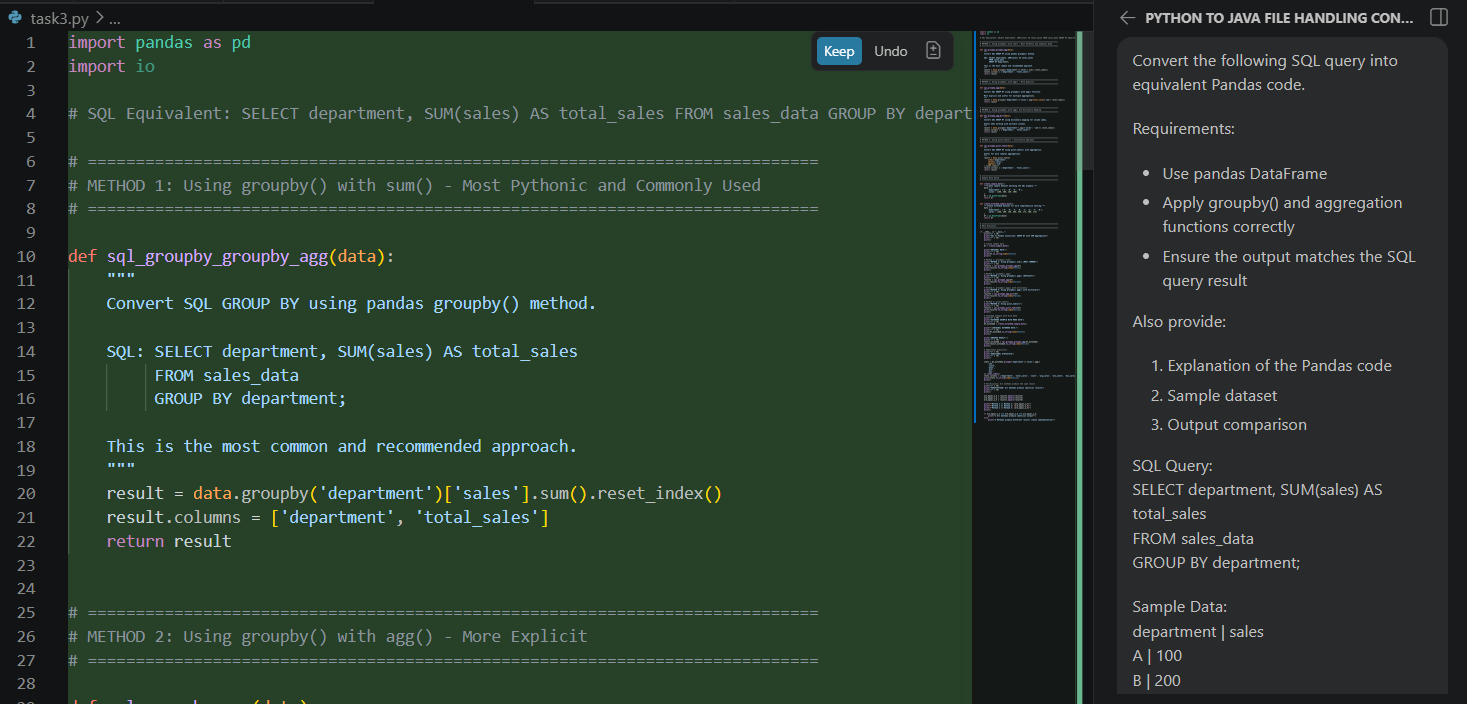 task3.py > ...
1 import pandas as pd
2 import io
3
4 # SQL Equivalent: SELECT department, SUM(sales) AS total_sales FROM sales_data GROUP BY depart
5
6 # ============================================================================
7 # METHOD 1: Using groupby() with sum() - Most Pythonic and Commonly Used
8 # ============================================================================
9
10 def sql_groupby_groupby_agg(data):
11     """
12     Convert SQL GROUP BY using pandas groupby() method.
13
14     SQL: SELECT department, SUM(sales) AS total_sales
15          FROM sales_data
16          GROUP BY department;
17
18     This is the most common and recommended approach.
19     """
20     result = data.groupby('department')['sales'].sum().reset_index()
21     result.columns = ['department', 'total_sales']
22     return result
23
24
25 # ============================================================================
26 # METHOD 2: Using groupby() with agg() - More Explicit
27 # ============================================================================
28
Keep Undo
PYTHON TO JAVA FILE HANDLING CON...
Convert the following SQL query into
equivalent Pandas code.
Requirements:
• Use pandas DataFrame
• Apply groupby() and aggregation
functions correctly
• Ensure the output matches the SQL
query result
Also provide:
1. Explanation of the Pandas code
2. Sample dataset
3. Output comparison
SQL Query:
SELECT department, SUM(sales) AS
total_sales
FROM sales_data
GROUP BY department;
Sample Data:
department | sales
A | 100
B | 200